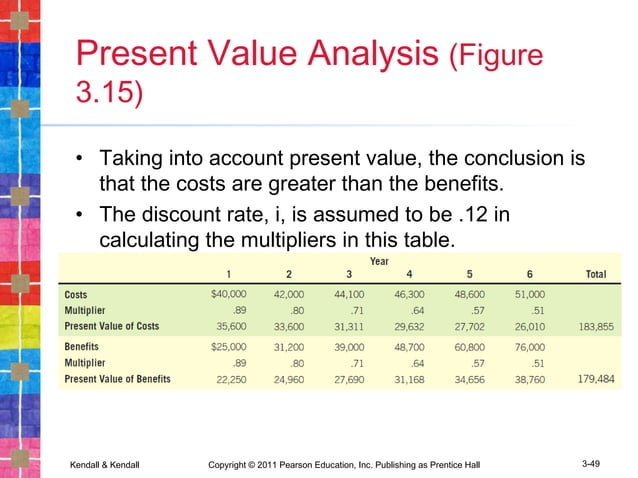 Present Value Analysis (Figure
3.15)
• Taking into account present value, the conclusion is
that the costs are greater than the benefits.
• The discount rate, i, is assumed to be .12 in
calculating the multipliers in this table.
Year
1 2 3 4 5 6 Total
Costs $40,000 42,000 44,100 46,300 48,600 51,000
Multiplier .89 .80 .71 .64 .57 .51
Present Value of Costs 35,600 33,600 31,311 29,632 27,702 26,010 183,855
Benefits $25,000 31,200 39,000 48,700 60,800 76,000
Multiplier .89 .80 .71 .64 .57 .51
Present Value of Benefits 22,250 24,960 27,690 31,168 34,656 38,760 179,484
Kendall & Kendall Copyright © 2011 Pearson Education, Inc. Publishing as Prentice Hall 3-49